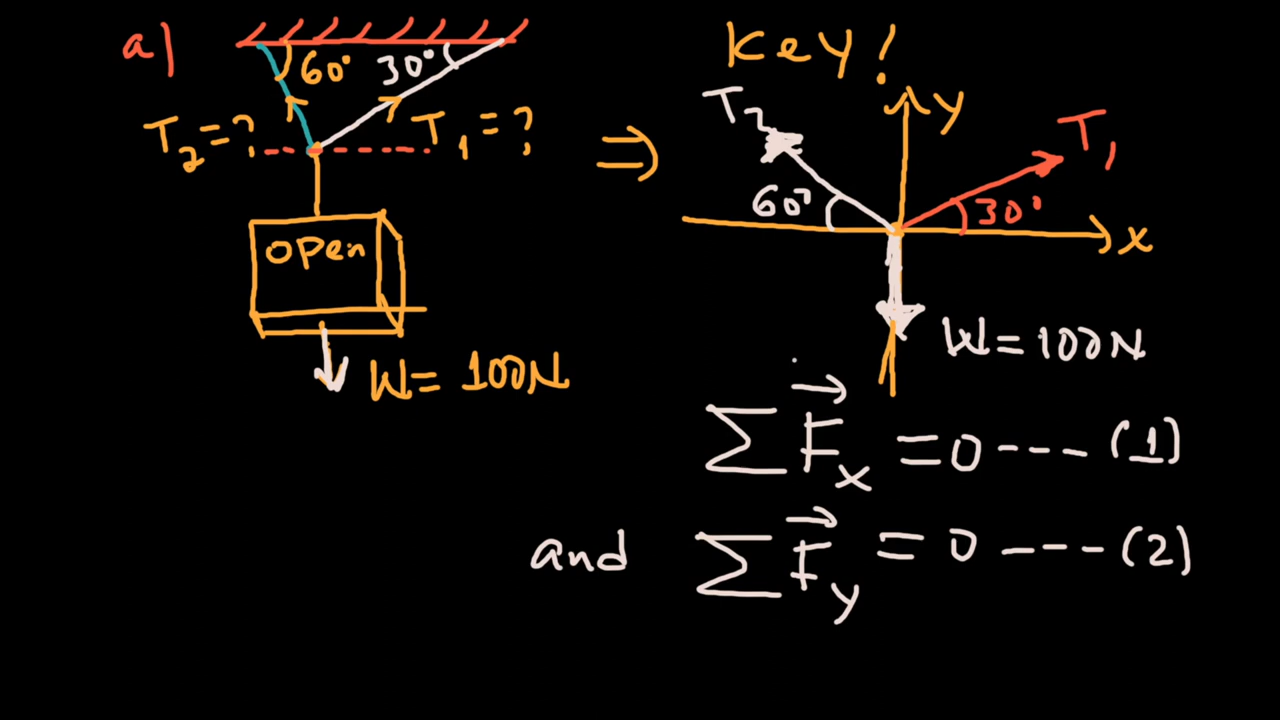 a)
60° 30°
T₂=? T₁=?
open
W= 100N
⇒
Key!
T₂ y T₁
60° 30° x
W=100N
∑F⃗ₓ =0 --- (1)
and ∑F⃗y = 0 --- (2)